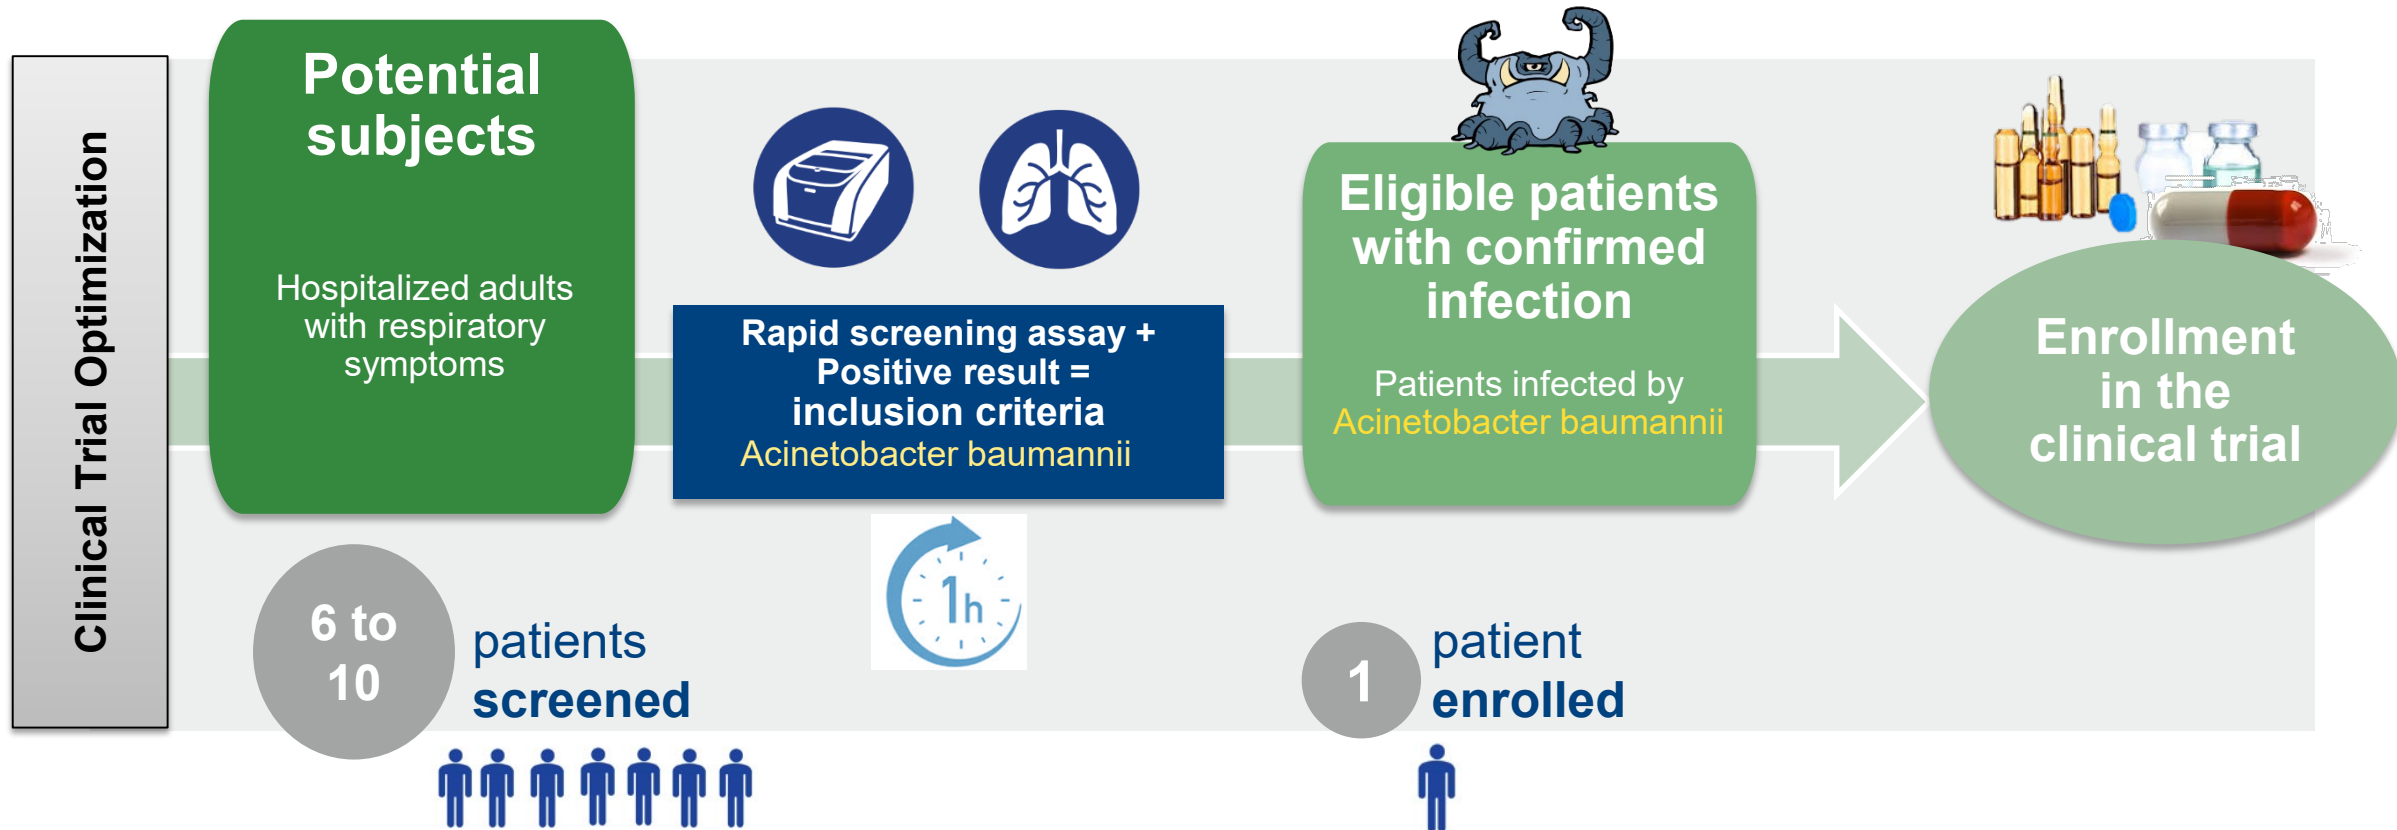 Clinical Trial Optimization
Potential
subjects
Hospitalized adults
with respiratory
symptoms
Rapid screening assay +
Positive result =
inclusion criteria
Acinetobacter baumannii
1h
Eligible patients
with confirmed
infection
Patients infected by
Acinetobacter baumannii
Enrollment
in the
clinical trial
6 to
10
patients
screened
1
patient
enrolled